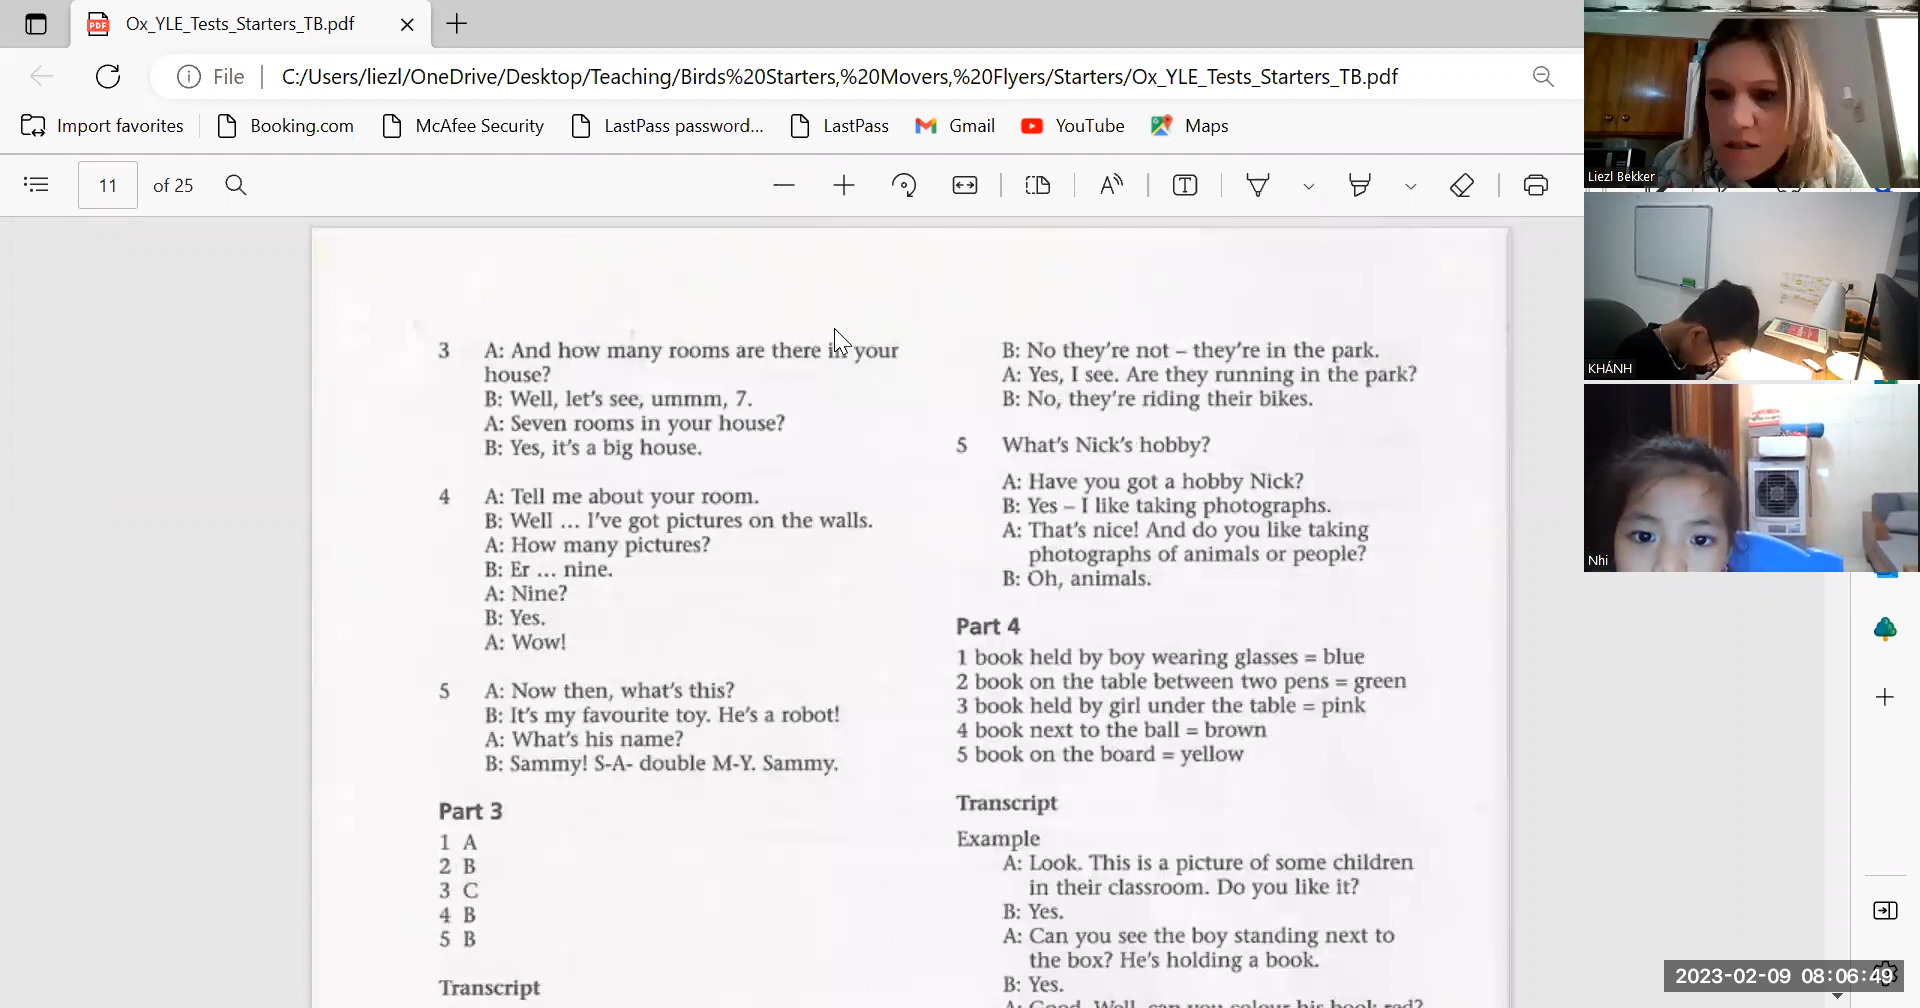 Ox_YLE_Tests_Starters_TB.pdf
File
C:/Users/liezl/OneDrive/Desktop/Teaching/Birds%20Starters,%20Movers,%20Flyers/Starters/Ox_YLE_Tests_Starters_TB.pdf
Import favorites
Booking.com
McAfee Security
LastPass password...
LastPass
Gmail
YouTube
Maps
11 of 25
3 A: And how many rooms are there in your
house?
B: Well, let's see, ummm, 7.
A: Seven rooms in your house?
B: Yes, it's a big house.
4 A: Tell me about your room.
B: Well ... I've got pictures on the walls.
A: How many pictures?
B: Er ... nine.
A: Nine?
B: Yes.
A: Wow!
5 A: Now then, what's this?
B: It's my favourite toy. He's a robot!
A: What's his name?
B: Sammy! S-A- double M-Y. Sammy.
Part 3
1 A
2 B
3 C
4 B
5 B
Transcript
B: No they're not – they're in the park.
A: Yes, I see. Are they running in the park?
B: No, they're riding their bikes.
5 What's Nick's hobby?
A: Have you got a hobby Nick?
B: Yes – I like taking photographs.
A: That's nice! And do you like taking
photographs of animals or people?
B: Oh, animals.
Part 4
1 book held by boy wearing glasses = blue
2 book on the table between two pens = green
3 book held by girl under the table = pink
4 book next to the ball = brown
5 book on the board = yellow
Transcript
Example
A: Look. This is a picture of some children
in their classroom. Do you like it?
B: Yes.
A: Can you see the boy standing next to
the box? He's holding a book.
B: Yes.
A: Good. Well, can you colour his book red?
Liezl Bekker
KHÁNH
Nhi
2023-02-09 08:06:49